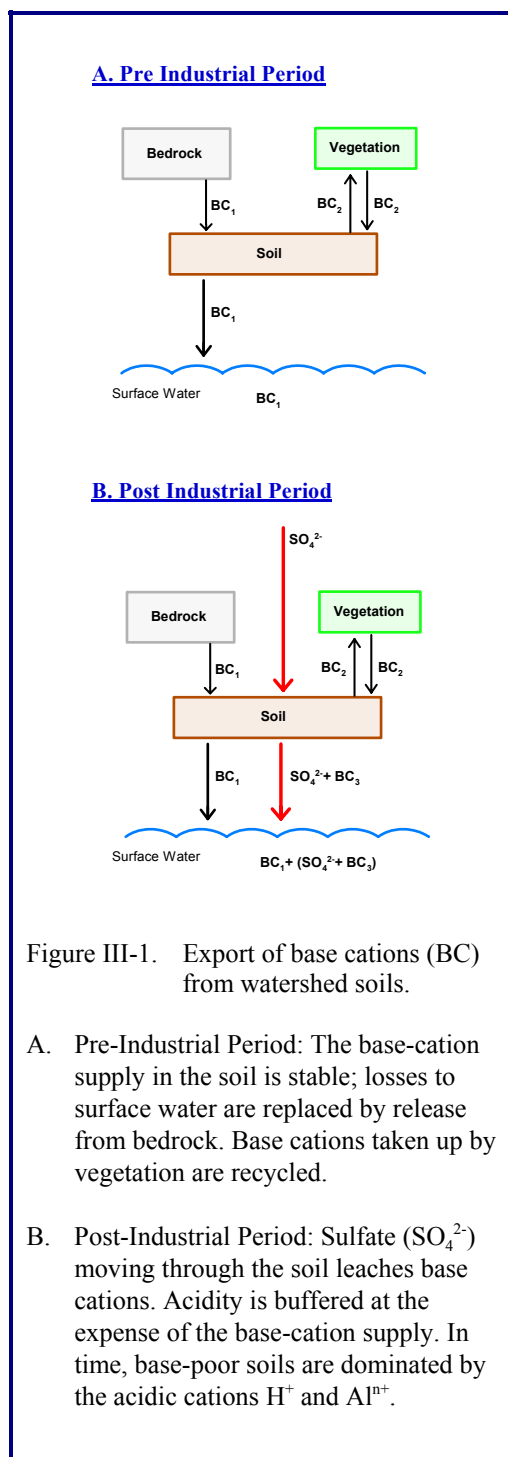 A. Pre Industrial Period
Bedrock
Vegetation
BC₁
BC₂
BC₂
Soil
BC₁
Surface Water
BC₁
B. Post Industrial Period
SO₄²⁻
Bedrock
Vegetation
BC₁
BC₂
BC₂
Soil
BC₁
SO₄²⁻+ BC₃
Surface Water
BC₁+ (SO₄²⁻+ BC₃)
Figure III-1. Export of base cations (BC)
from watershed soils.
A. Pre-Industrial Period: The base-cation
supply in the soil is stable; losses to
surface water are replaced by release
from bedrock. Base cations taken up by
vegetation are recycled.
B. Post-Industrial Period: Sulfate (SO₄²⁻)
moving through the soil leaches base
cations. Acidity is buffered at the
expense of the base-cation supply. In
time, base-poor soils are dominated by
the acidic cations H⁺ and Alⁿ⁺.